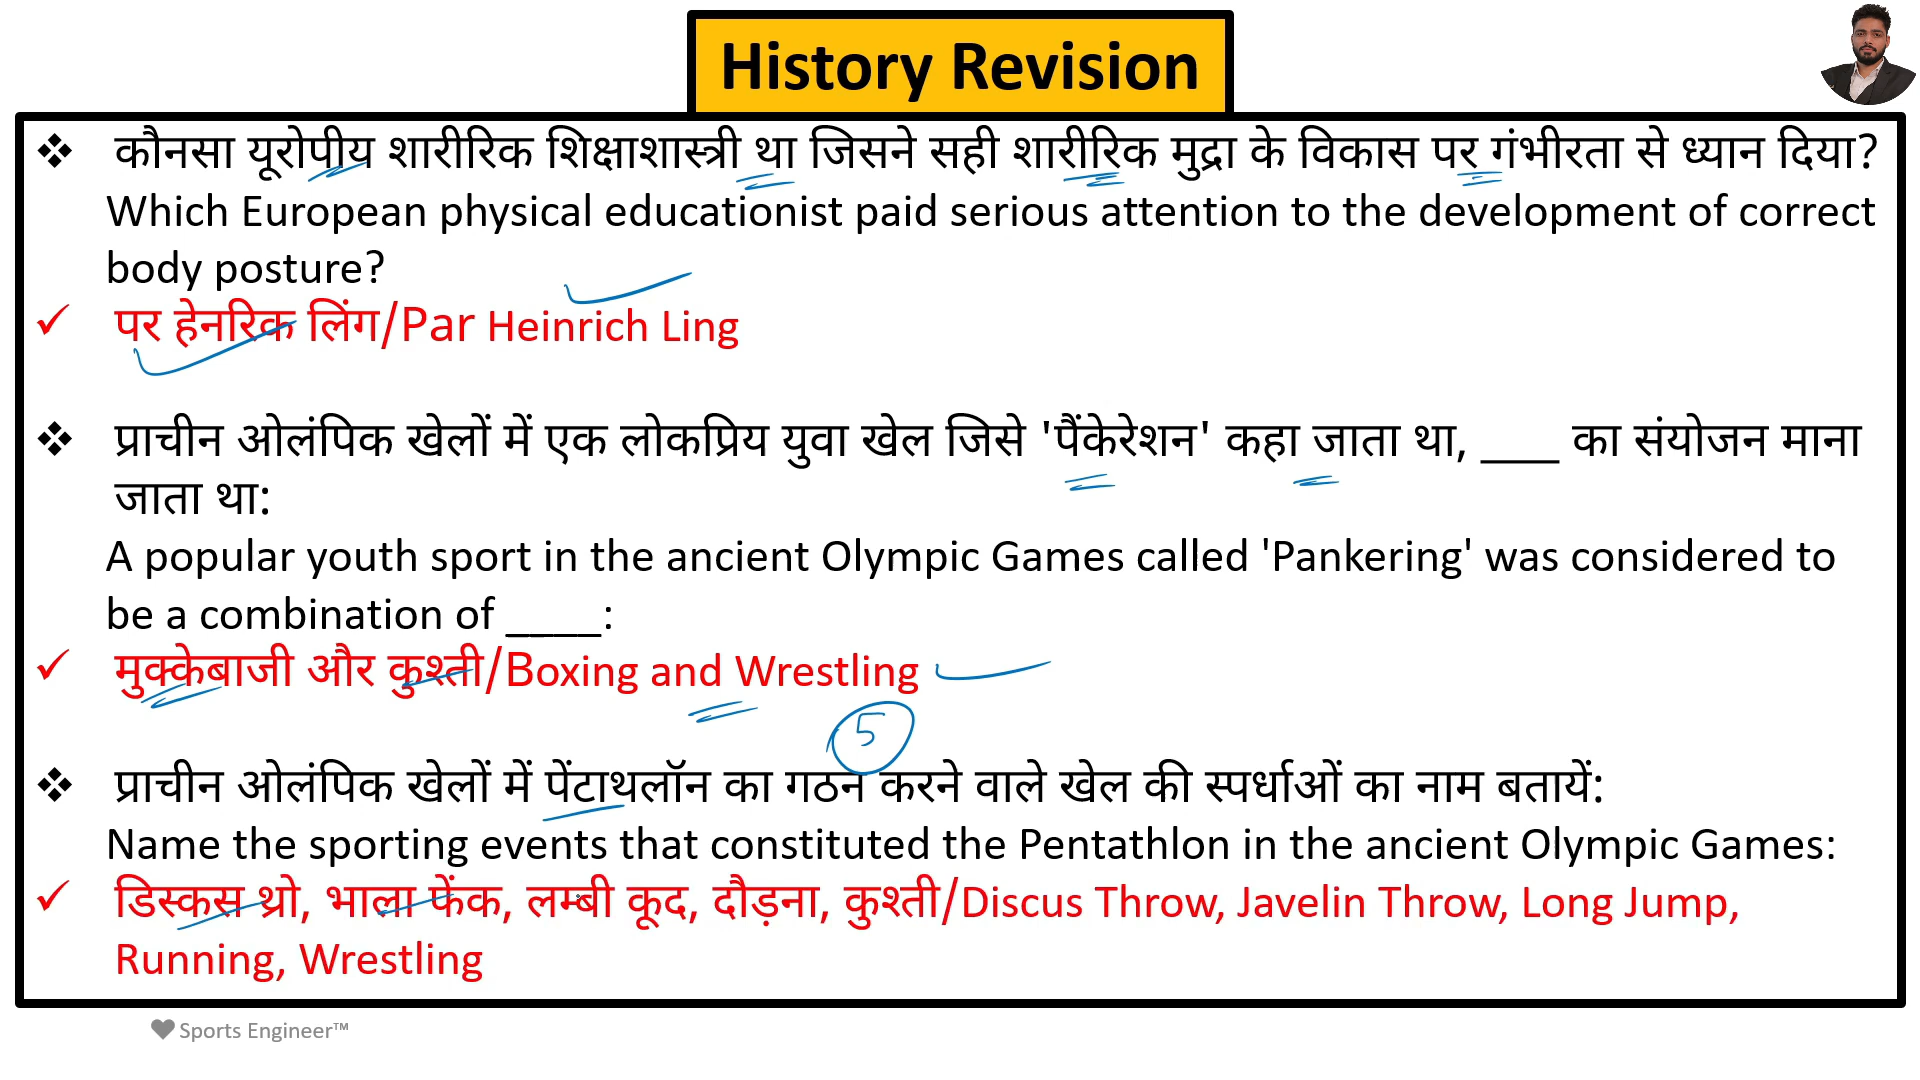 History Revision
❖ कौनसा यूरोपीय शारीरिक शिक्षाशास्त्री था जिसने सही शारीरिक मुद्रा के विकास पर गंभीरता से ध्यान दिया?
Which European physical educationist paid serious attention to the development of correct
body posture?
✓ पर हेनरिक लिंग/Par Heinrich Ling
❖ प्राचीन ओलंपिक खेलों में एक लोकप्रिय युवा खेल जिसे 'पैंकेरेशन' कहा जाता था, ___ का संयोजन माना
जाता था:
A popular youth sport in the ancient Olympic Games called 'Pankering' was considered to
be a combination of ____:
✓ मुक्केबाजी और कुश्ती/Boxing and Wrestling
5
❖ प्राचीन ओलंपिक खेलों में पेंटाथलॉन का गठन करने वाले खेल की स्पर्धाओं का नाम बतायें:
Name the sporting events that constituted the Pentathlon in the ancient Olympic Games:
✓ डिस्कस थ्रो, भाला फेंक, लम्बी कूद, दौड़ना, कुश्ती/Discus Throw, Javelin Throw, Long Jump,
Running, Wrestling
Sports Engineer™